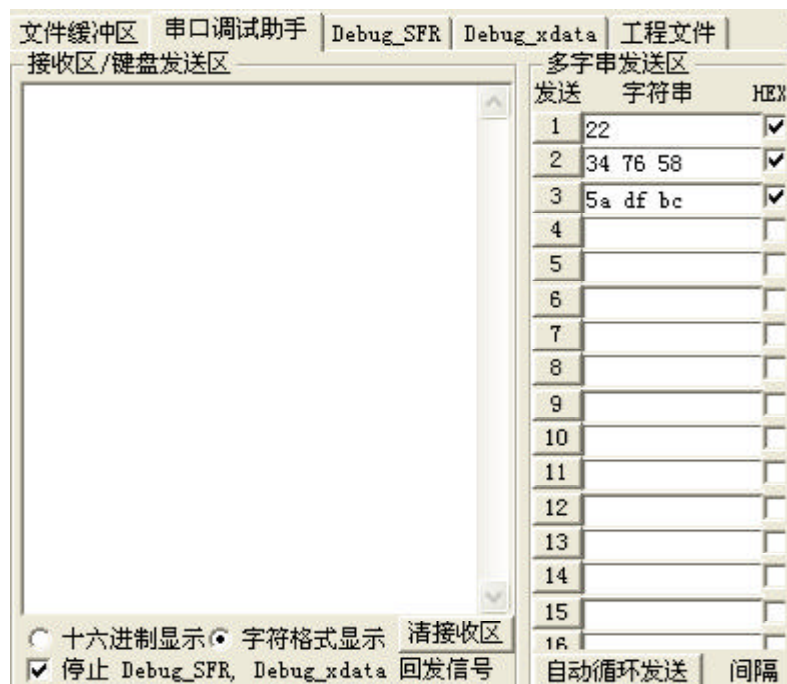 文件缓冲区 串口调试助手 Debug_SFR Debug_xdata 工程文件
接收区/键盘发送区 多字串发送区
发送 字符串 HEX
1 22
2 34 76 58
3 5a df bc
4
5
6
7
8
9
10
11
12
13
14
15
16
十六进制显示 字符格式显示 清接收区
停止 Debug_SFR, Debug_xdata 回发信号
自动循环发送 间隔